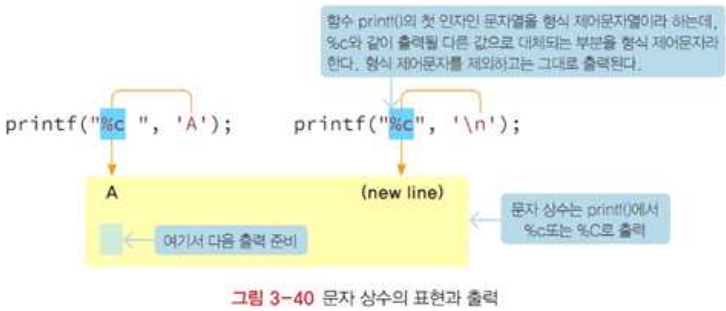 함수 printf()의 첫 인자인 문자열을 형식 제어문자열이라 하는데,
%c와 같이 출력될 다른 값으로 대체되는 부분을 형식 제어문자라
한다. 형식 제어문자를 제외하고는 그대로 출력된다.
printf("%c ", 'A');
printf("%c", '\n');
A
(new line)
여기서 다음 출력 준비
문자 상수는 printf()에서
%c또는 %C로 출력
그림 3-40 문자 상수의 표현과 출력